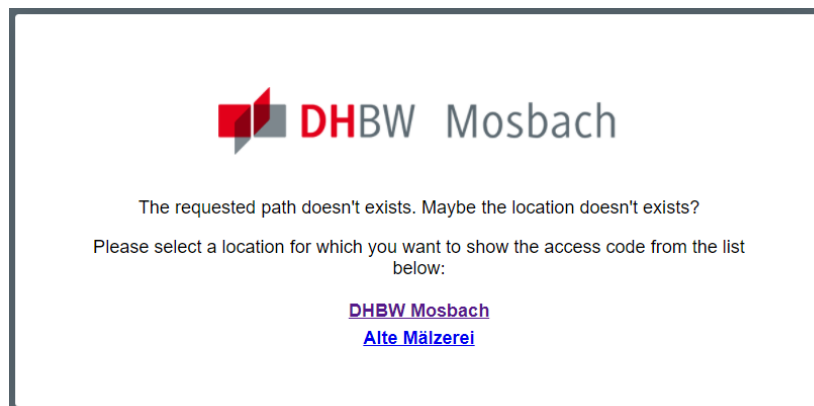 DHBW Mosbach
The requested path doesn't exists. Maybe the location doesn't exists?
Please select a location for which you want to show the access code from the list
below:
DHBW Mosbach
Alte Mälzerei